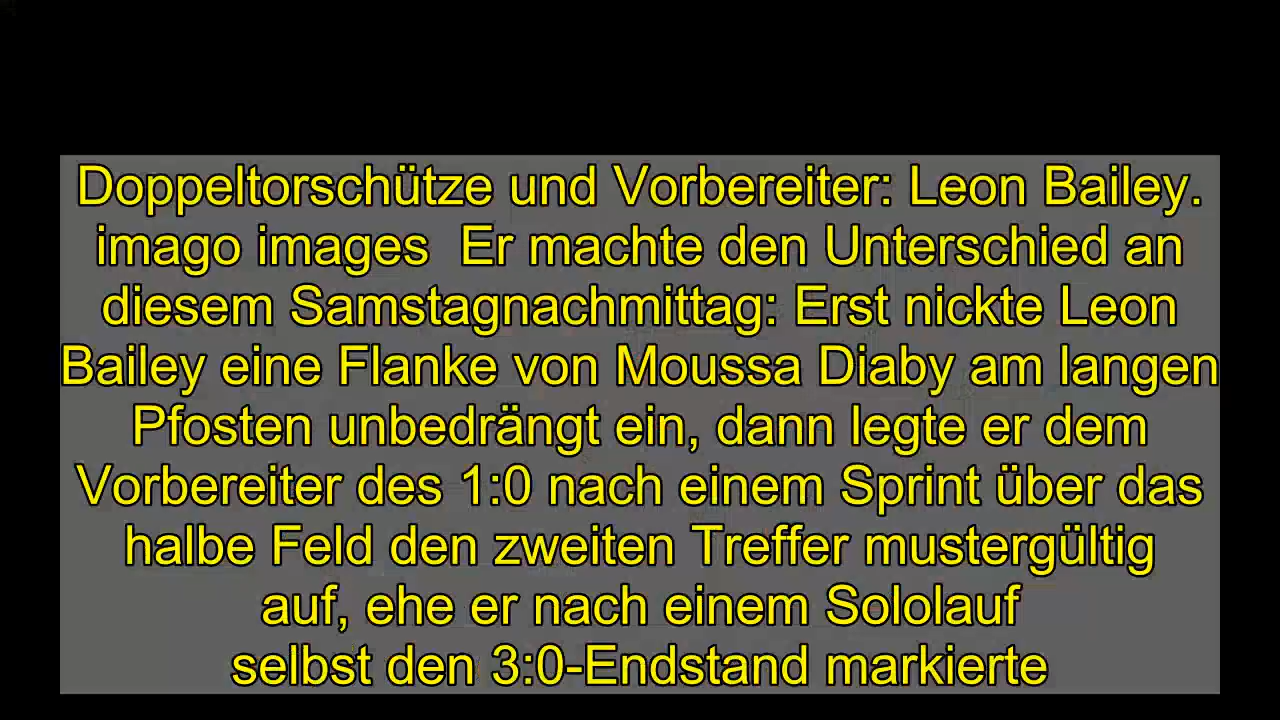 Doppeltorschütze und Vorbereiter: Leon Bailey.
imago images  Er machte den Unterschied an
diesem Samstagnachmittag: Erst nickte Leon
Bailey eine Flanke von Moussa Diaby am langen
Pfosten unbedrängt ein, dann legte er dem
Vorbereiter des 1:0 nach einem Sprint über das
halbe Feld den zweiten Treffer mustergültig
auf, ehe er nach einem Sololauf
selbst den 3:0-Endstand markierte